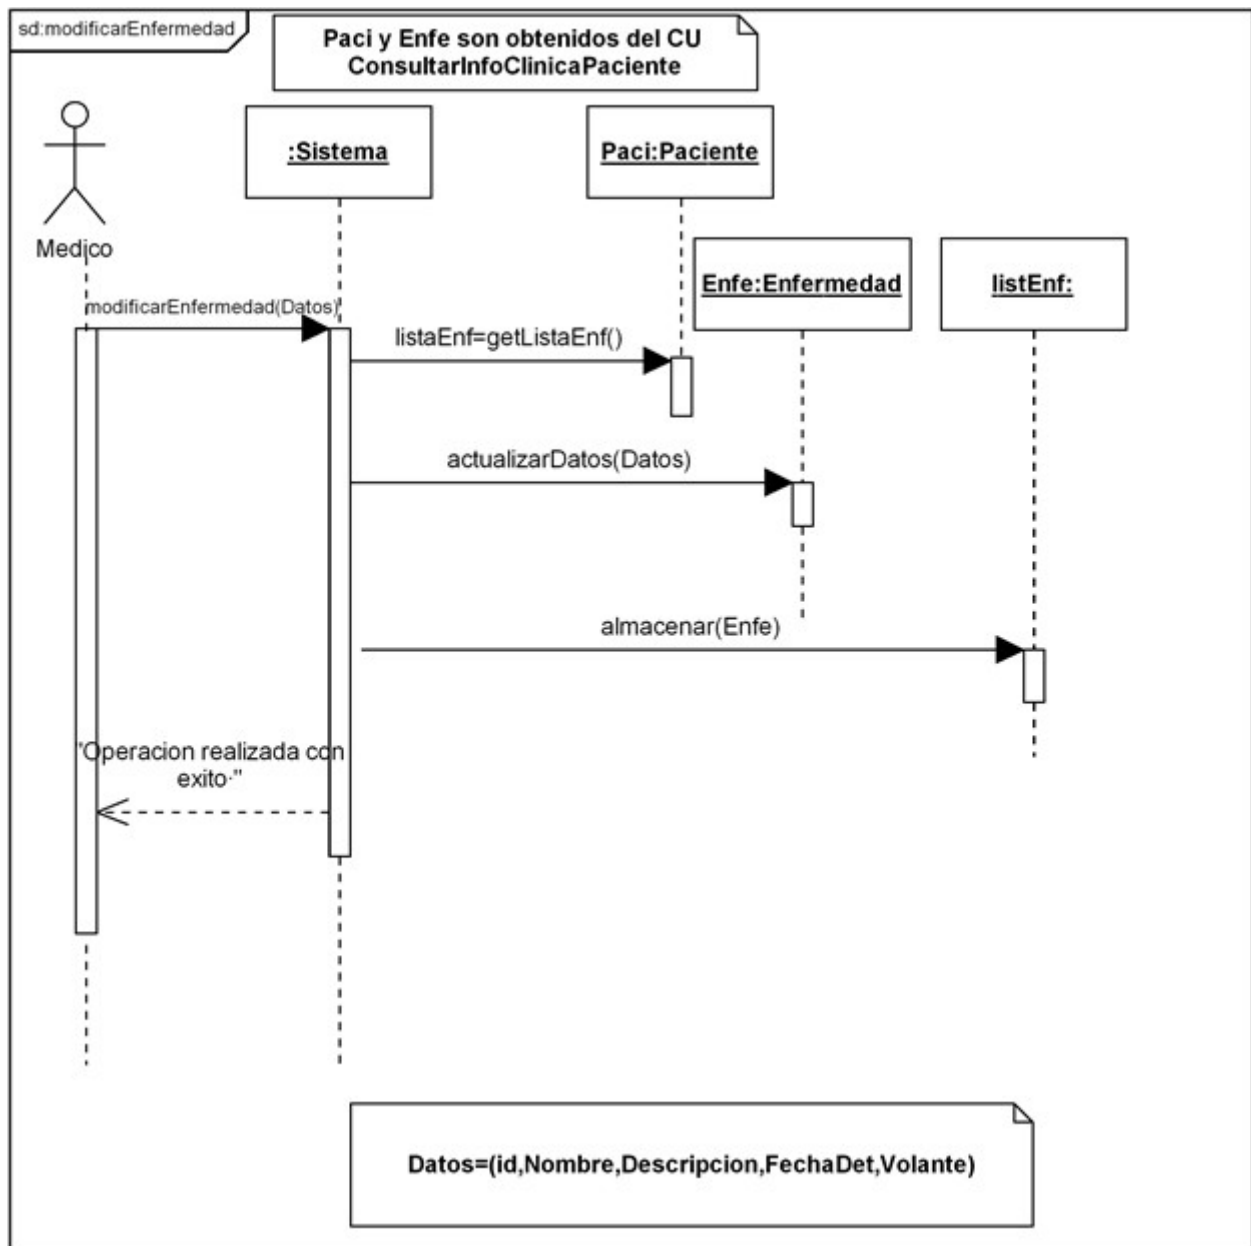 sd:modificarEnfermedad
Paci y Enfe son obtenidos del CU
ConsultarInfoClinicaPaciente
:Sistema
Paci:Paciente
Medico
Enfe:Enfermedad
listEnf:
modificarEnfermedad(Datos)
listaEnf=getListaEnf()
actualizarDatos(Datos)
almacenar(Enfe)
"Operacion realizada con
exito·"
Datos=(id,Nombre,Descripcion,FechaDet,Volante)